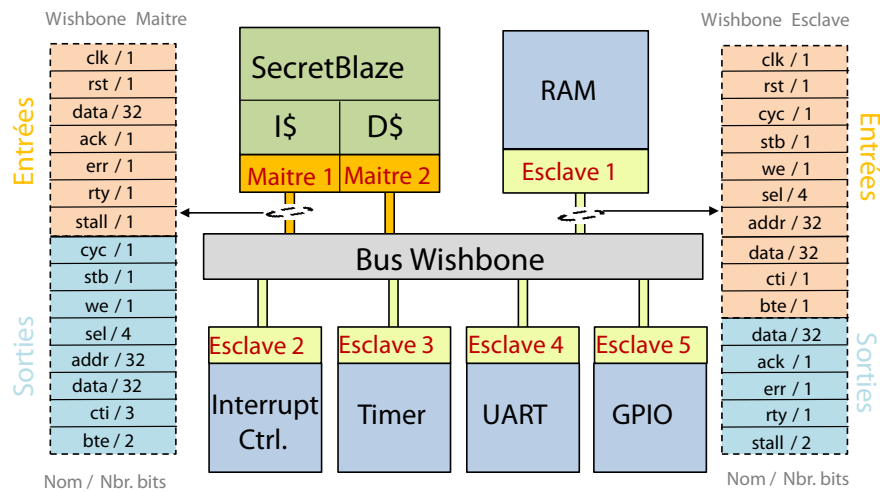 Wishbone Maitre
Entrées
clk / 1
rst / 1
data / 32
ack / 1
err / 1
rty / 1
stall / 1
Sorties
cyc / 1
stb / 1
we / 1
sel / 4
addr / 32
data / 32
cti / 3
bte / 2
Nom / Nbr. bits
SecretBlaze
I$
D$
Maitre 1
Maitre 2
RAM
Esclave 1
Bus Wishbone
Esclave 2
Interrupt
Ctrl.
Esclave 3
Timer
Esclave 4
UART
Esclave 5
GPIO
Wishbone Esclave
clk / 1
rst / 1
cyc / 1
stb / 1
we / 1
sel / 4
addr / 32
data / 32
cti / 1
bte / 1
Entrées
data / 32
ack / 1
err / 1
rty / 1
stall / 2
Sorties
Nom / Nbr. bits